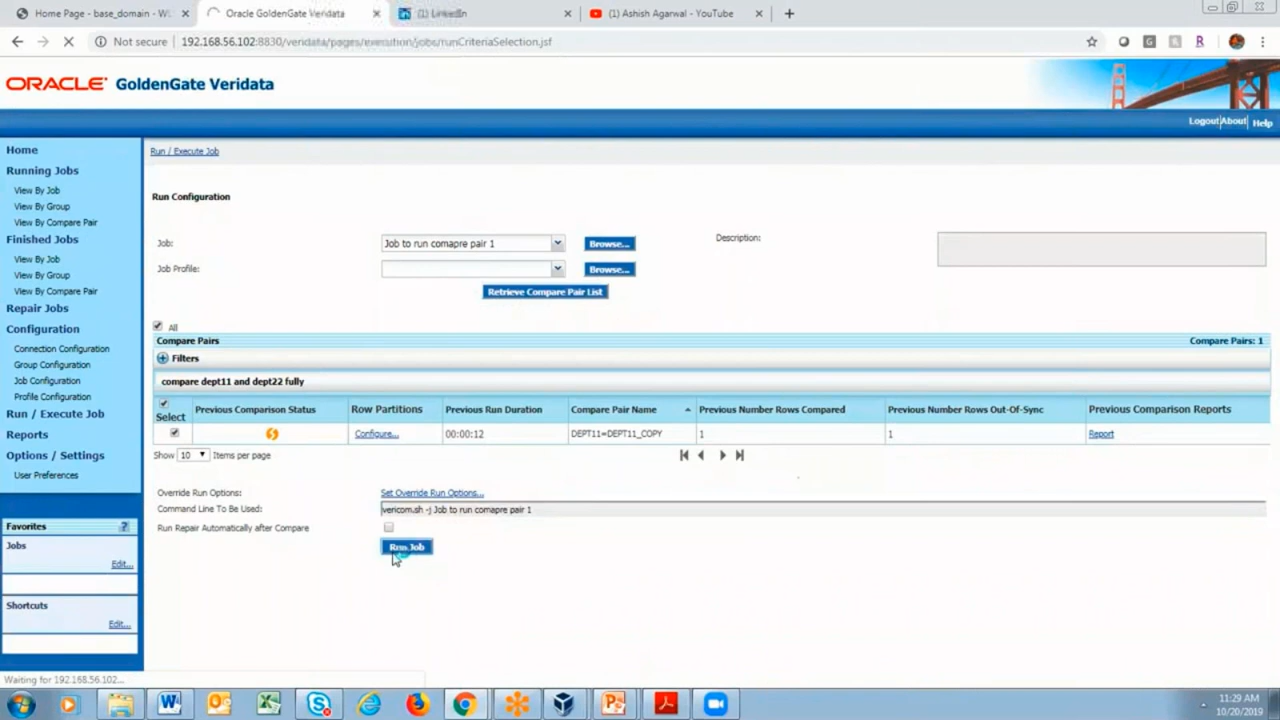 Home Page - base_domain - W
Oracle GoldenGate Veridata
(1) LinkedIn
(1) Ashish Agarwal - YouTube
Not secure
192.168.56.102:8830/veridata/pages/execution/jobs/runCriteriaSelection.jsf
ORACLE GoldenGate Veridata
Logout About Help
Home
Running Jobs
View By Job
View By Group
View By Compare Pair
Finished Jobs
View By Job
View By Group
View By Compare Pair
Repair Jobs
Configuration
Connection Configuration
Group Configuration
Job Configuration
Profile Configuration
Run / Execute Job
Reports
Options / Settings
User Preferences
Favorites ?
Jobs
Edit...
Shortcuts
Edit...
Run / Execute Job
Run Configuration
Job: Job to run comapre pair 1 Browse...
Description:
Job Profile: Browse...
Retrieve Compare Pair List
All
Compare Pairs Compare Pairs: 1
Filters
compare dept11 and dept22 fully
Select Previous Comparison Status Row Partitions Previous Run Duration Compare Pair Name Previous Number Rows Compared Previous Number Rows Out-Of-Sync Previous Comparison Reports
Configure... 00:00:12 DEPT11=DEPT11_COPY 1 1 Report
Show 10 Items per page
Override Run Options: Set Override Run Options...
Command Line To Be Used: vericom.sh -j Job to run comapre pair 1
Run Repair Automatically after Compare
Run Job
Waiting for 192.168.56.102...
11:29 AM
10/20/2019